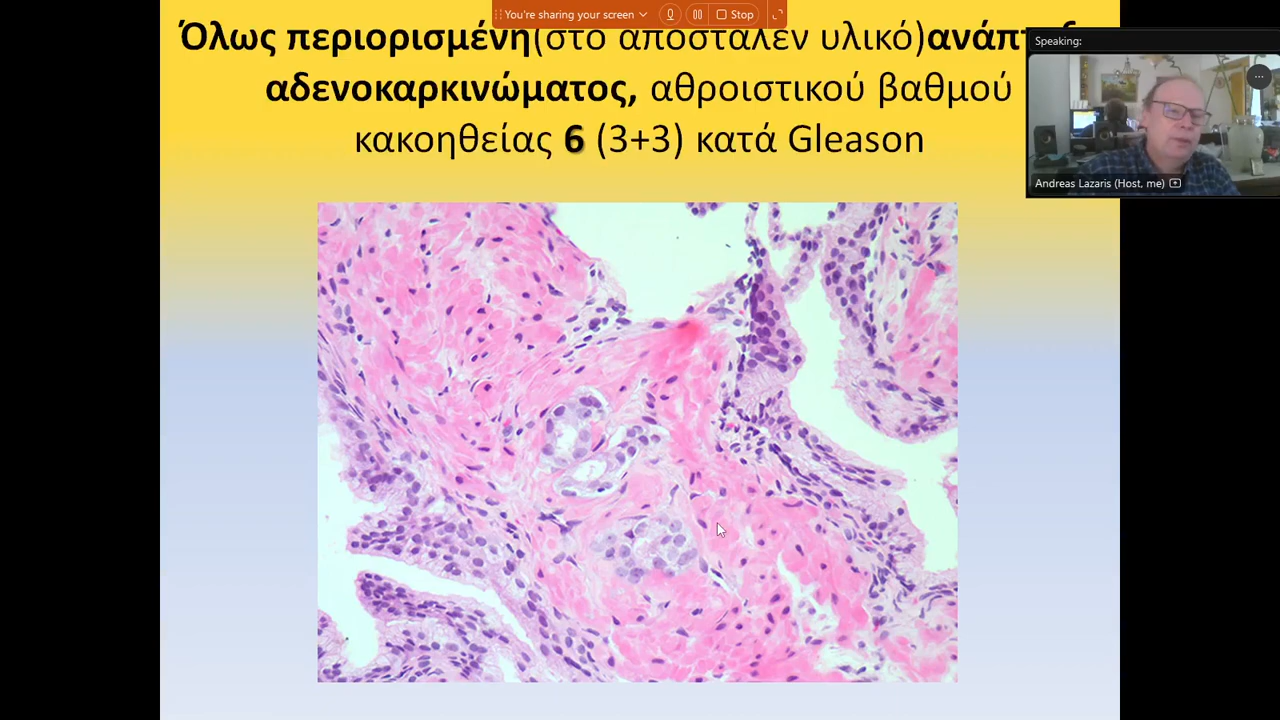 You're sharing your screen
Stop
Όλως περιορισμένη(στο αποσταλέν υλικό)
αδενοκαρκινώματος, αθροιστικού βαθμού
κακοηθείας 6 (3+3) κατά Gleason
Speaking:
Andreas Lazaris (Host, me)